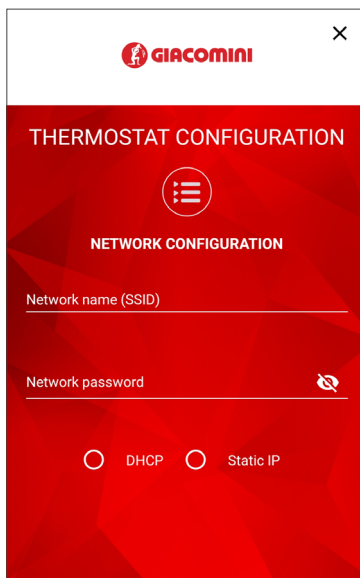 GIACOMINI
THERMOSTAT CONFIGURATION
NETWORK CONFIGURATION
Network name (SSID)
Network password
DHCP Static IP